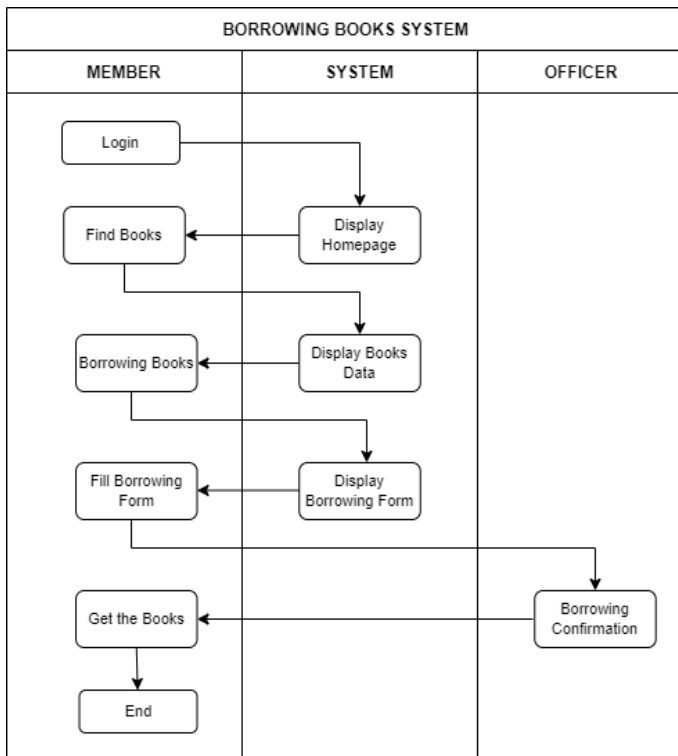 BORROWING BOOKS SYSTEM
MEMBER
SYSTEM
OFFICER
Login
Display
Homepage
Find Books
Display Books
Data
Borrowing Books
Display
Borrowing Form
Fill Borrowing
Form
Borrowing
Confirmation
Get the Books
End